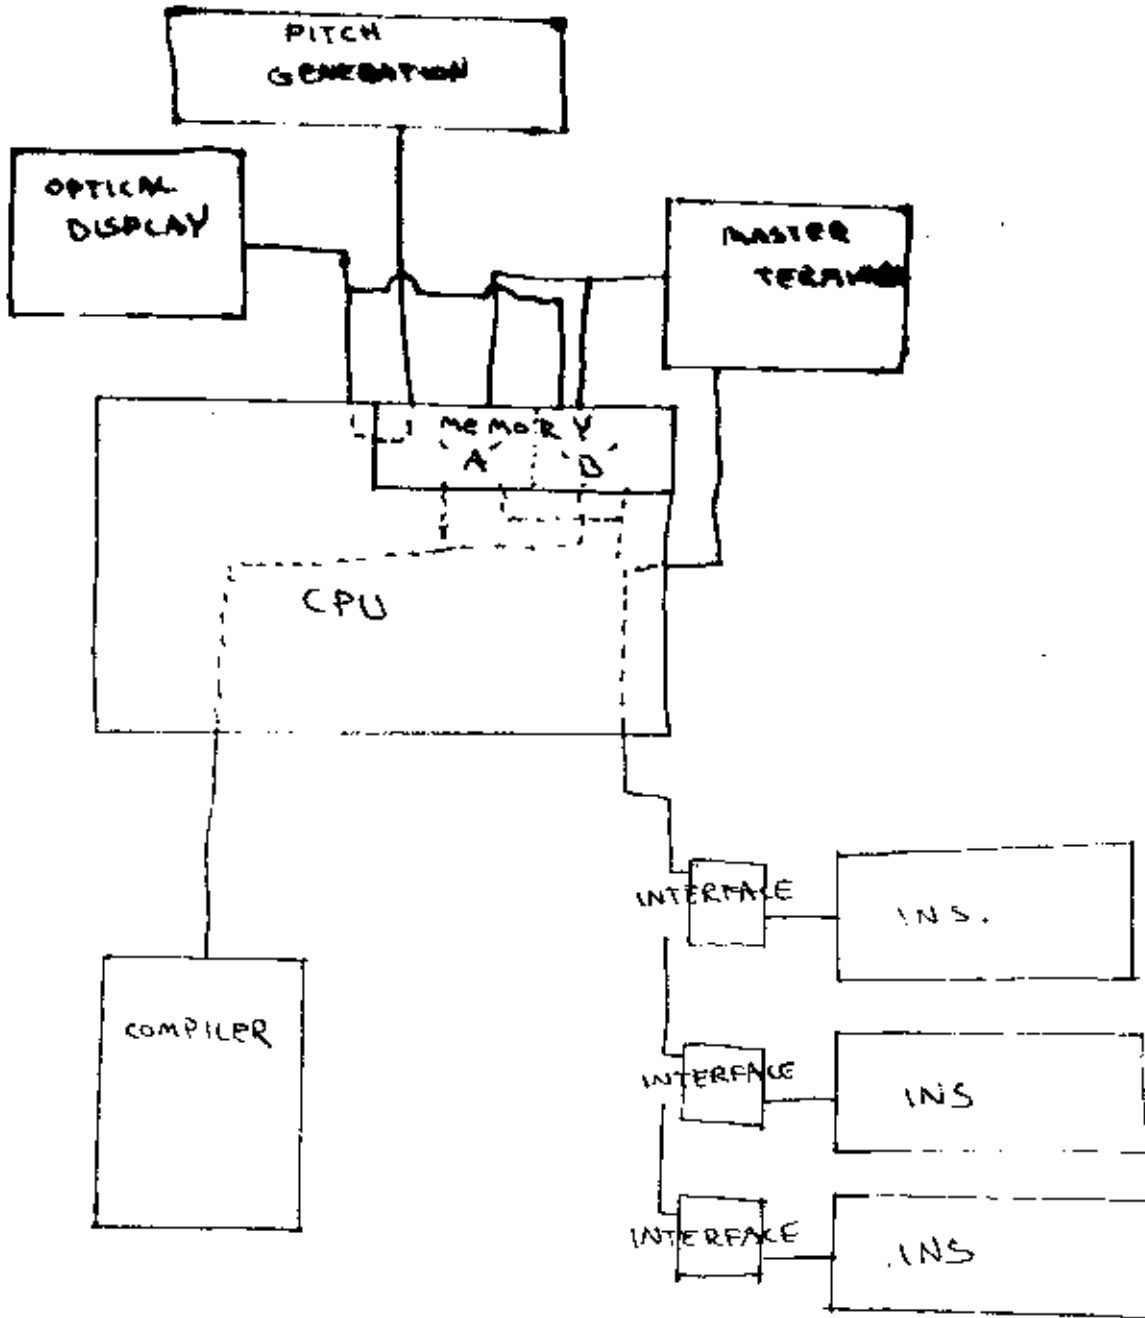 PITCH
GENERATION
OPTICAL
DISPLAY
MASTER
MEMORY
A
CPU
INTERFACE
INS.
COMPILER
INTERFACE
INS
INTERFACE
INS